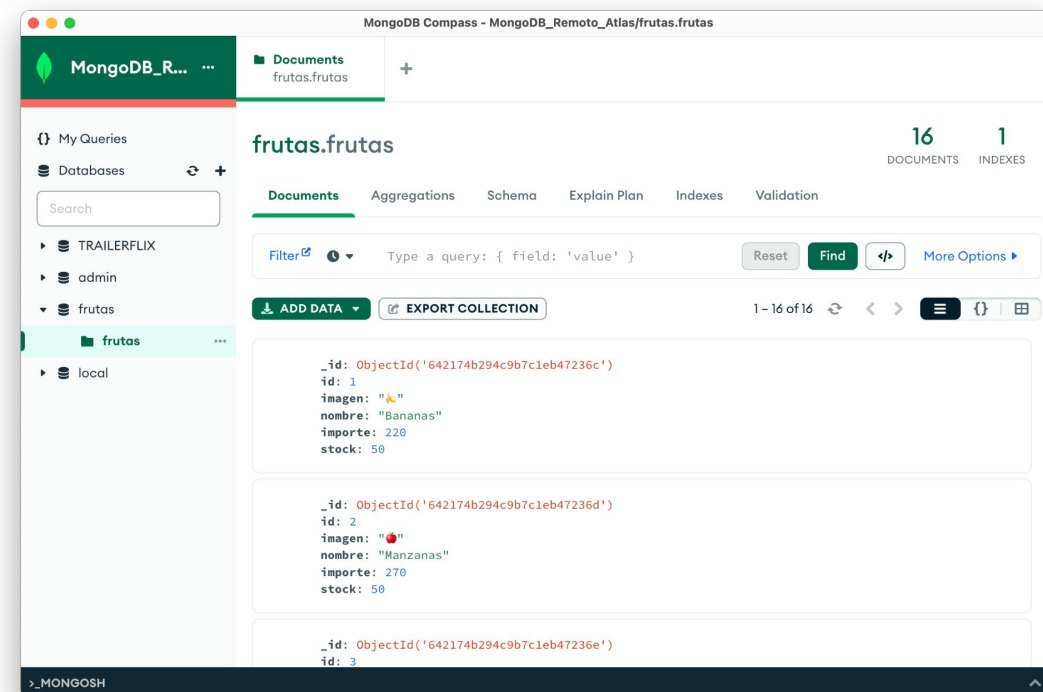 MongoDB Compass - MongoDB_Remoto_Atlas/frutas.frutas
MongoDB_R... ...
Documents
frutas.frutas
+
{} My Queries
Databases
Search
TRAILERFLIX
admin
frutas
frutas ...
local
frutas.frutas
16
DOCUMENTS
1
INDEXES
Documents Aggregations Schema Explain Plan Indexes Validation
Filter Type a query: { field: 'value' } Reset Find </> More Options
ADD DATA EXPORT COLLECTION 1 – 16 of 16 {}
_id: ObjectId('642174b294c9b7c1eb47236c')
id: 1
imagen: "🍌"
nombre: "Bananas"
importe: 220
stock: 50
_id: ObjectId('642174b294c9b7c1eb47236d')
id: 2
imagen: "🍎"
nombre: "Manzanas"
importe: 270
stock: 50
_id: ObjectId('642174b294c9b7c1eb47236e')
id: 3
>_MONGOSH